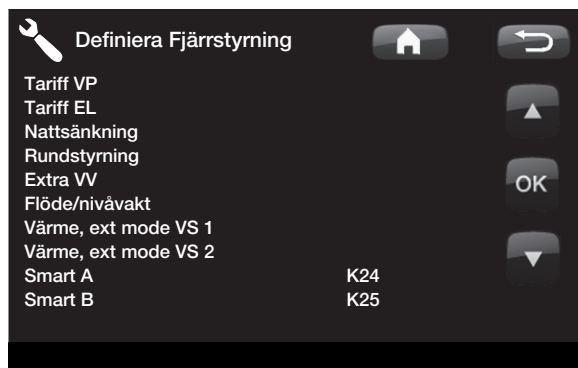 Definiera Fjärrstyrning
Tariff VP
Tariff EL
Nattsänkning
Rundstyrning
Extra VV
OK
Flöde/nivåvakt
Värme, ext mode VS 1
Värme, ext mode VS 2
Smart A K24
Smart B K25